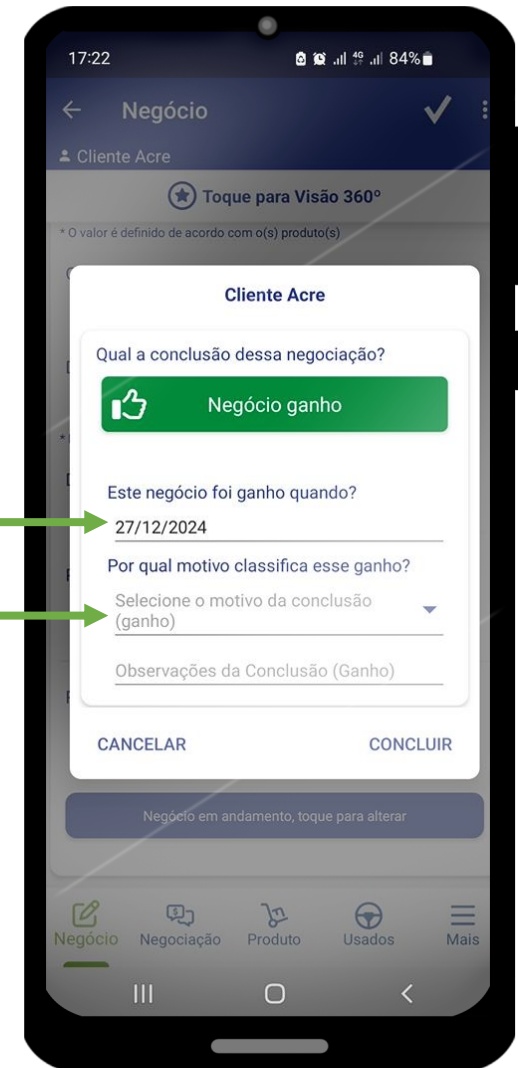 17:22
4G 84%
Negócio
Cliente Acre
Toque para Visão 360º
* O valor é definido de acordo com o(s) produto(s)
Cliente Acre
Qual a conclusão dessa negociação?
Negócio ganho
Este negócio foi ganho quando?
27/12/2024
Por qual motivo classifica esse ganho?
Selecione o motivo da conclusão
(ganho)
Observações da Conclusão (Ganho)
CANCELAR CONCLUIR
Negócio em andamento, toque para alterar
Negócio Negociação Produto Usados Mais